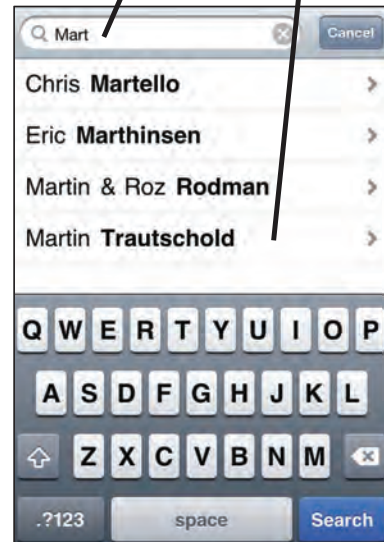 Mart Cancel
Chris Martello
Eric Marthinsen
Martin & Roz Rodman
Martin Trautschold
Q W E R T Y U I O P
A S D F G H J K L
Z X C V B N M
.?123 space Search